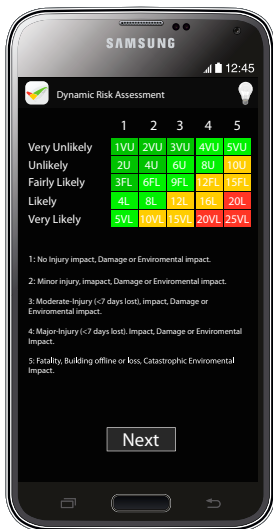 SAMSUNG
12:45
Dynamic Risk Assessment
1 2 3 4 5
Very Unlikely 1VU 2VU 3VU 4VU 5VU
Unlikely 2U 4U 6U 8U 10U
Fairly Likely 3FL 6FL 9FL 12FL 15FL
Likely 4L 8L 12L 16L 20L
Very Likely 5VL 10VL 15VL 20VL 25VL
1: No Injury impact, Damage or Enviromental impact.
2: Minor injury, imapact, Damage or Enviromental impact.
3: Moderate-Injury (<7 days lost), impact, Damage or
Enviromental impact.
4: Major-Injury (<7 days lost). Impact, Damage or Enviromental
Impact.
5: Fatality, Building offline or loss, Catastrophic Enviromental
Impact.
Next